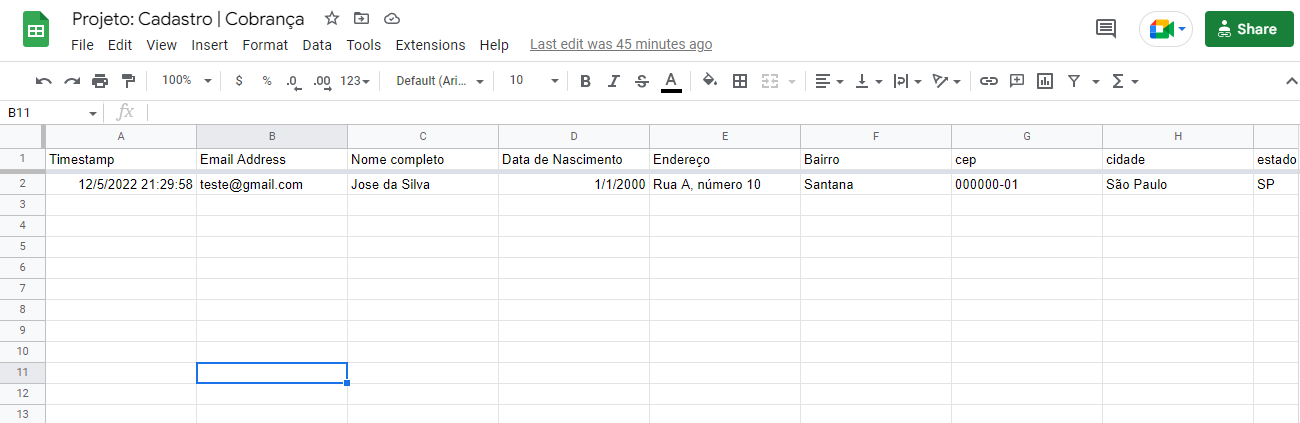 Projeto: Cadastro | Cobrança
File Edit View Insert Format Data Tools Extensions Help Last edit was 45 minutes ago
Share
100% $ % .0 .00 123 Default (Ari... 10 B I S A
B11 fx
A B C D E F G H
1 Timestamp Email Address Nome completo Data de Nascimento Endereço Bairro cep cidade estado
2 12/5/2022 21:29:58 teste@gmail.com Jose da Silva 1/1/2000 Rua A, número 10 Santana 000000-01 São Paulo SP
3
4
5
6
7
8
9
10
11
12
13